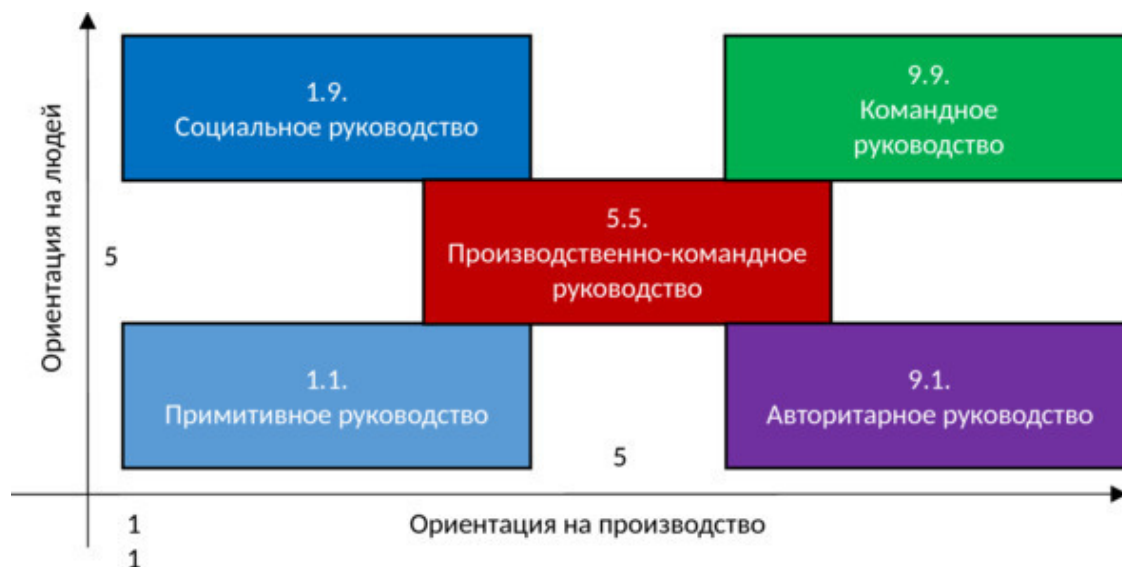 Ориентация на людей
1.9.
Социальное руководство
9.9.
Командное
руководство
5
5.5.
Производственно-командное
руководство
1.1.
Примитивное руководство
9.1.
Авторитарное руководство
5
1
Ориентация на производство
1